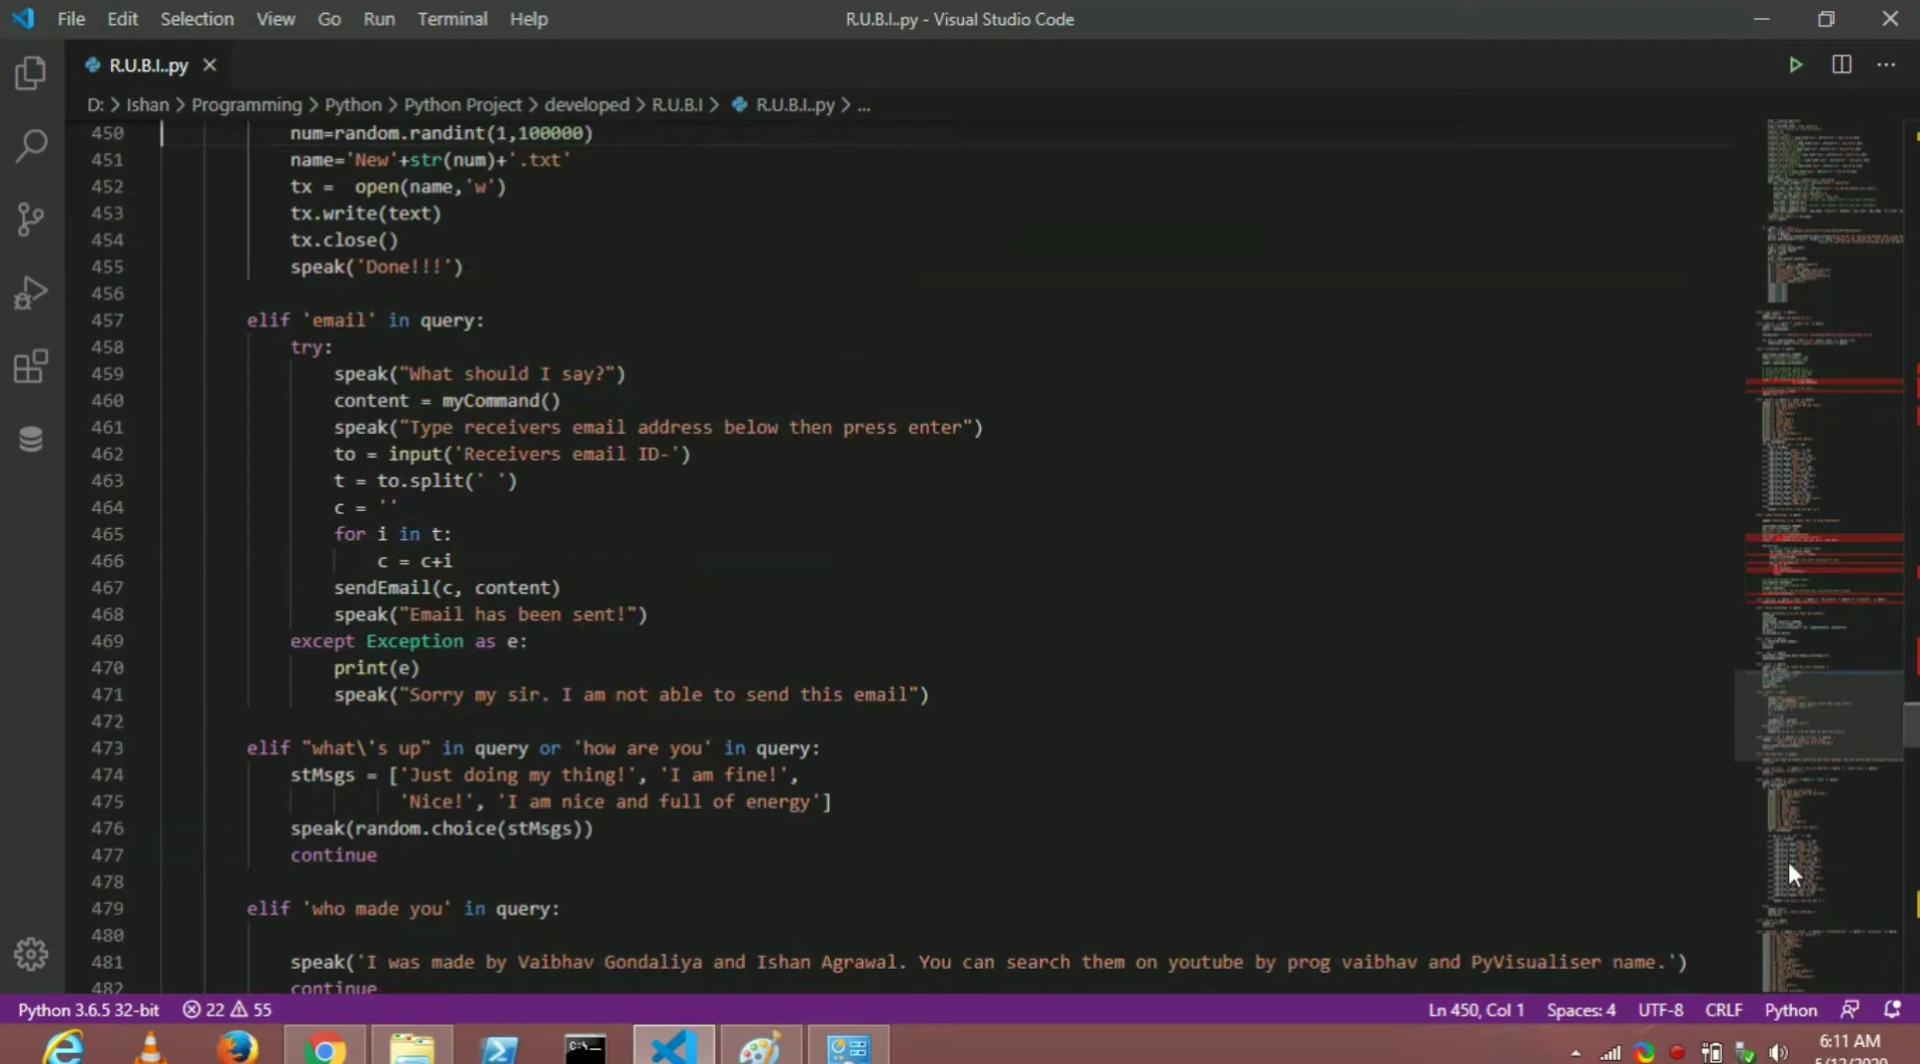 File Edit Selection View Go Run Terminal Help R.U.B.I..py - Visual Studio Code
R.U.B.I..py
D: > Ishan > Programming > Python > Python Project > developed > R.U.B.I > R.U.B.I..py > ...
450 num=random.randint(1,100000)
451 name='New'+str(num)+'.txt'
452 tx =  open(name,'w')
453 tx.write(text)
454 tx.close()
455 speak('Done!!!')
456
457 elif 'email' in query:
458 try:
459 speak("What should I say?")
460 content = myCommand()
461 speak("Type receivers email address below then press enter")
462 to = input('Receivers email ID-')
463 t = to.split(' ')
464 c = ''
465 for i in t:
466 c = c+i
467 sendEmail(c, content)
468 speak("Email has been sent!")
469 except Exception as e:
470 print(e)
471 speak("Sorry my sir. I am not able to send this email")
472
473 elif "what\'s up" in query or 'how are you' in query:
474 stMsgs = ['Just doing my thing!', 'I am fine!',
475 'Nice!', 'I am nice and full of energy']
476 speak(random.choice(stMsgs))
477 continue
478
479 elif 'who made you' in query:
480
481 speak('I was made by Vaibhav Gondaliya and Ishan Agrawal. You can search them on youtube by prog vaibhav and PyVisualiser name.')
482 continue
Python 3.6.5 32-bit 22 55 Ln 450, Col 1 Spaces: 4 UTF-8 CRLF Python
C:\_
6:11 AM